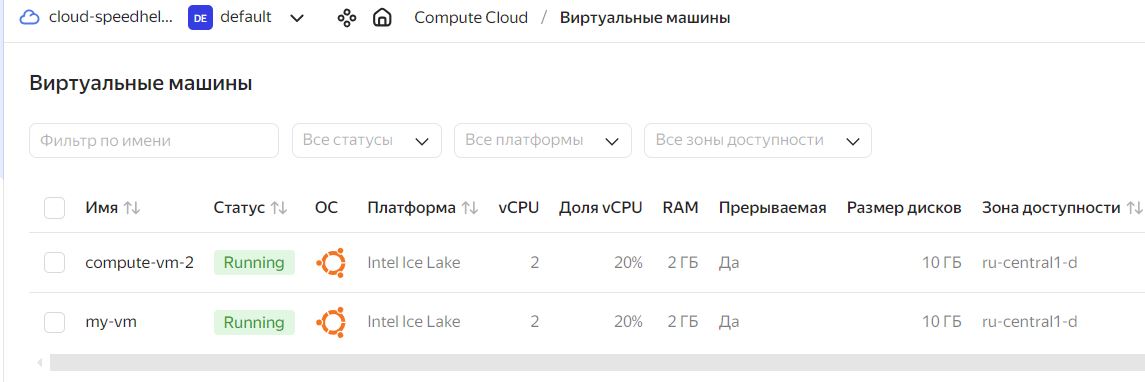 cloud-speedhel... DE default Compute Cloud / Виртуальные машины
Виртуальные машины
Фильтр по имени Все статусы Все платформы Все зоны доступности
Имя Статус ОС Платформа vCPU Доля vCPU RAM Прерываемая Размер дисков Зона доступности
compute-vm-2 Running Intel Ice Lake 2 20% 2 ГБ Да 10 ГБ ru-central1-d
my-vm Running Intel Ice Lake 2 20% 2 ГБ Да 10 ГБ ru-central1-d